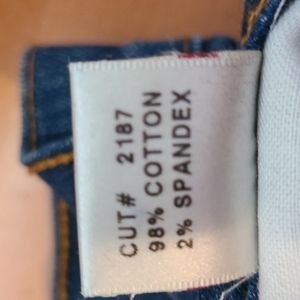 CUT# 2187
98% COTTON
2% SPANDEX